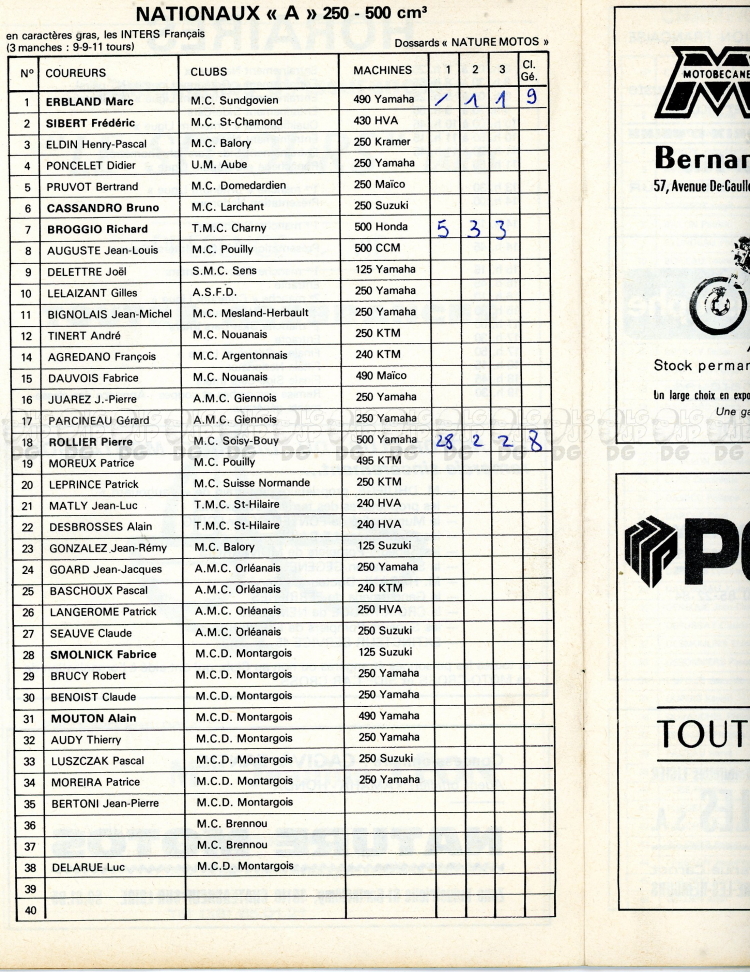 NATIONAUX « A » 250 - 500 cm³
en caractères gras, les INTERS Français
(3 manches : 9-9-11 tours) Dossards « NATURE MOTOS »
N° COUREURS CLUBS MACHINES 1 2 3 Cl. Gé.
1 ERBLAND Marc M.C. Sundgovien 490 Yamaha / 1 1 9
2 SIBERT Frédéric M.C. St-Chamond 430 HVA
3 ELDIN Henry-Pascal M.C. Balory 250 Kramer
4 PONCELET Didier U.M. Aube 250 Yamaha
5 PRUVOT Bertrand M.C. Domedardien 250 Maïco
6 CASSANDRO Bruno M.C. Larchant 250 Suzuki
7 BROGGIO Richard T.M.C. Charny 500 Honda 5 3 3
8 AUGUSTE Jean-Louis M.C. Pouilly 500 CCM
9 DELETTRE Joël S.M.C. Sens 125 Yamaha
10 LELAIZANT Gilles A.S.F.D. 250 Yamaha
11 BIGNOLAIS Jean-Michel M.C. Mesland-Herbault 250 Yamaha
12 TINERT André M.C. Nouanais 250 KTM
14 AGREDANO François M.C. Argentonnais 240 KTM
15 DAUVOIS Fabrice M.C. Nouanais 490 Maïco
16 JUAREZ J.-Pierre A.M.C. Giennois 250 Yamaha
17 PARCINEAU Gérard A.M.C. Giennois 250 Yamaha
18 ROLLIER Pierre M.C. Soisy-Bouy 500 Yamaha 28 2 2 8
19 MOREUX Patrice M.C. Pouilly 495 KTM
20 LEPRINCE Patrick M.C. Suisse Normande 250 KTM
21 MATLY Jean-Luc T.M.C. St-Hilaire 240 HVA
22 DESBROSSES Alain T.M.C. St-Hilaire 240 HVA
23 GONZALEZ Jean-Rémy M.C. Balory 125 Suzuki
24 GOARD Jean-Jacques A.M.C. Orléanais 250 Yamaha
25 BASCHOUX Pascal A.M.C. Orléanais 240 KTM
26 LANGEROME Patrick A.M.C. Orléanais 250 HVA
27 SEAUVE Claude A.M.C. Orléanais 250 Suzuki
28 SMOLNICK Fabrice M.C.D. Montargois 125 Suzuki
29 BRUCY Robert M.C.D. Montargois 250 Yamaha
30 BENOIST Claude M.C.D. Montargois 250 Yamaha
31 MOUTON Alain M.C.D. Montargois 490 Yamaha
32 AUDY Thierry M.C.D. Montargois 250 Yamaha
33 LUSZCZAK Pascal M.C.D. Montargois 250 Suzuki
34 MOREIRA Patrice M.C.D. Montargois 250 Yamaha
35 BERTONI Jean-Pierre M.C.D. Montargois
36 M.C. Brennou
37 M.C. Brennou
38 DELARUE Luc M.C.D. Montargois
39
40
MOTOBECANE
Bernar
57, Avenue De-Gaulle
Stock permar
Un large choix en expo
Une ga
PO
TOUT